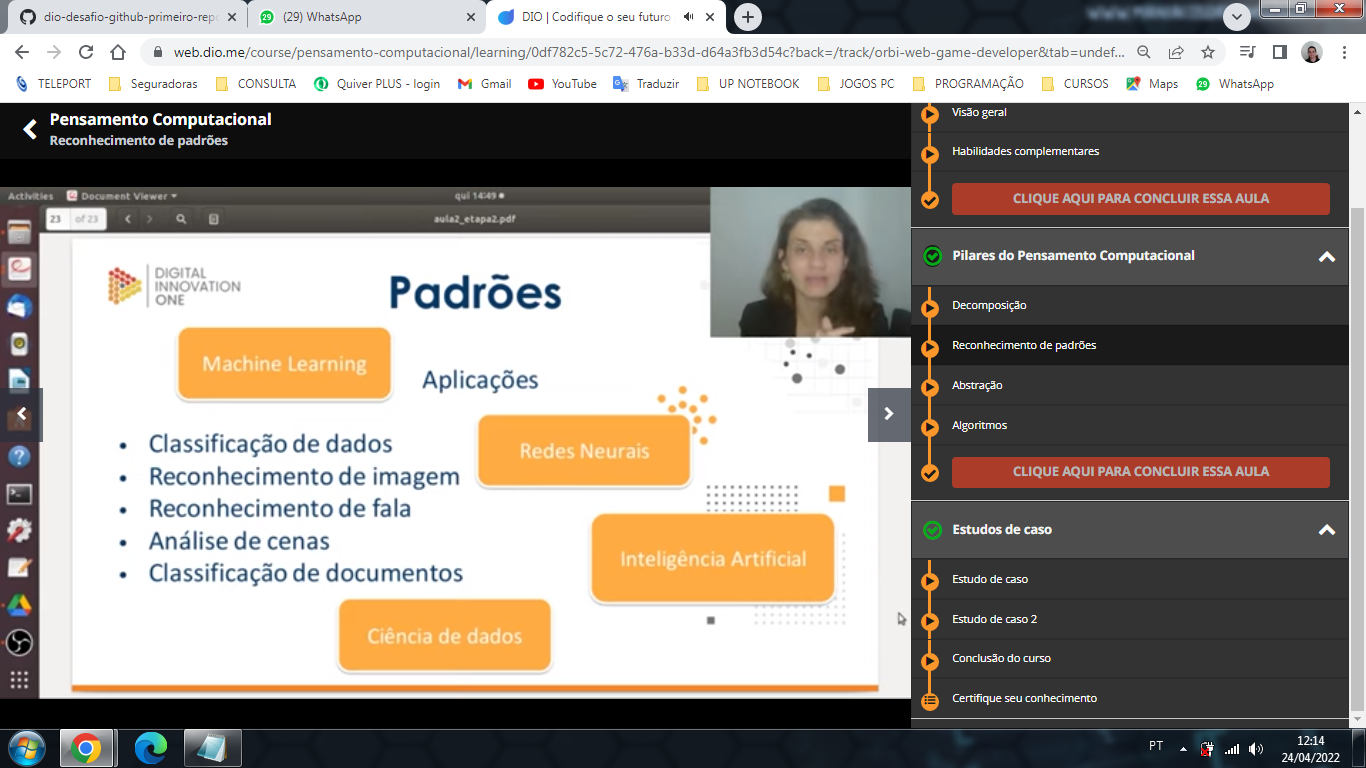 dio-desafio-github-primeiro-repo
(29) WhatsApp
DIO | Codifique o seu futuro
web.dio.me/course/pensamento-computacional/learning/0df782c5-5c72-476a-b33d-d64a3fb3d54c?back=/track/orbi-web-game-developer&tab=undef...
TELEPORT
Seguradoras
CONSULTA
Quiver PLUS - login
Gmail
YouTube
Traduzir
UP NOTEBOOK
JOGOS PC
PROGRAMAÇÃO
CURSOS
Maps
29
WhatsApp
Pensamento Computacional
Reconhecimento de padrões
Activities
Document Viewer
qui 14:49
23 of 23
aula2_etapa2.pdf
DIGITAL
INNOVATION
ONE
Padrões
Machine Learning
Aplicações
Redes Neurais
• Classificação de dados
• Reconhecimento de imagem
• Reconhecimento de fala
• Análise de cenas
• Classificação de documentos
Inteligência Artificial
Ciência de dados
Visão geral
Habilidades complementares
CLIQUE AQUI PARA CONCLUIR ESSA AULA
Pilares do Pensamento Computacional
Decomposição
Reconhecimento de padrões
Abstração
Algoritmos
CLIQUE AQUI PARA CONCLUIR ESSA AULA
Estudos de caso
Estudo de caso
Estudo de caso 2
Conclusão do curso
Certifique seu conhecimento
PT
12:14
24/04/2022